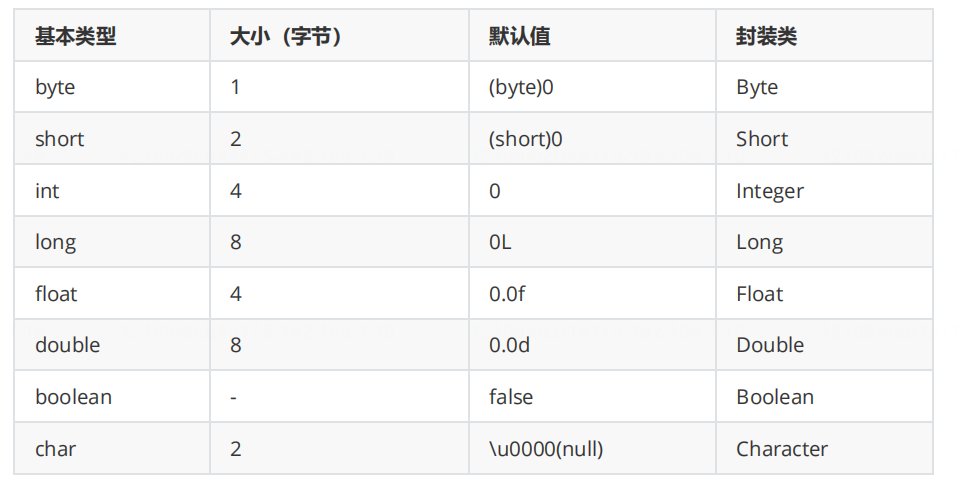 基本类型 大小（字节） 默认值 封装类
byte 1 (byte)0 Byte
short 2 (short)0 Short
int 4 0 Integer
long 8 0L Long
float 4 0.0f Float
double 8 0.0d Double
boolean - false Boolean
char 2 \u0000(null) Character